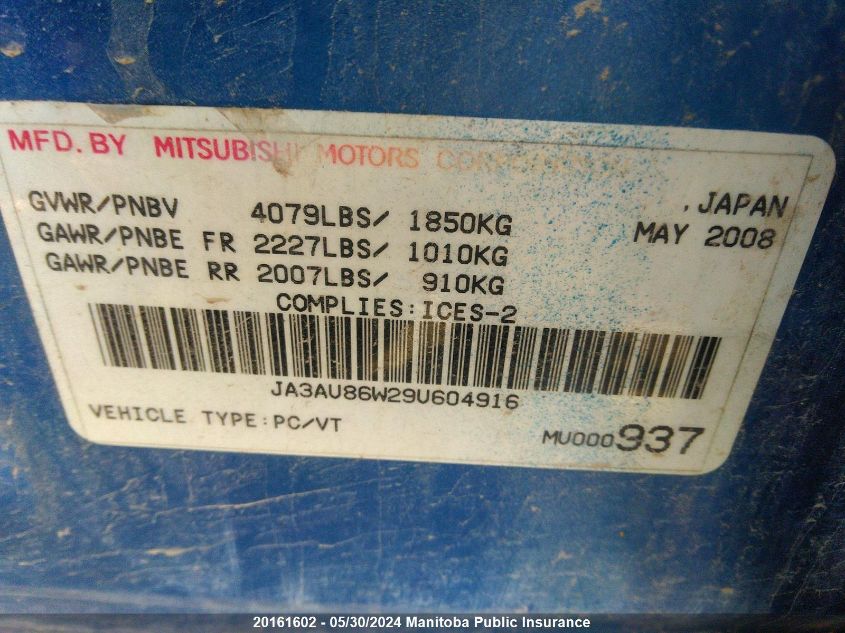 MFD. BY MITSUBISHI MOTORS CORPORATION
, JAPAN
GVWR/PNBV 4079LBS/ 1850KG MAY 2008
GAWR/PNBE FR 2227LBS/ 1010KG
GAWR/PNBE RR 2007LBS/ 910KG
COMPLIES:ICES-2
JA3AU86W29U604916
VEHICLE TYPE:PC/VT MU000937
20161602 - 05/30/2024 Manitoba Public Insurance